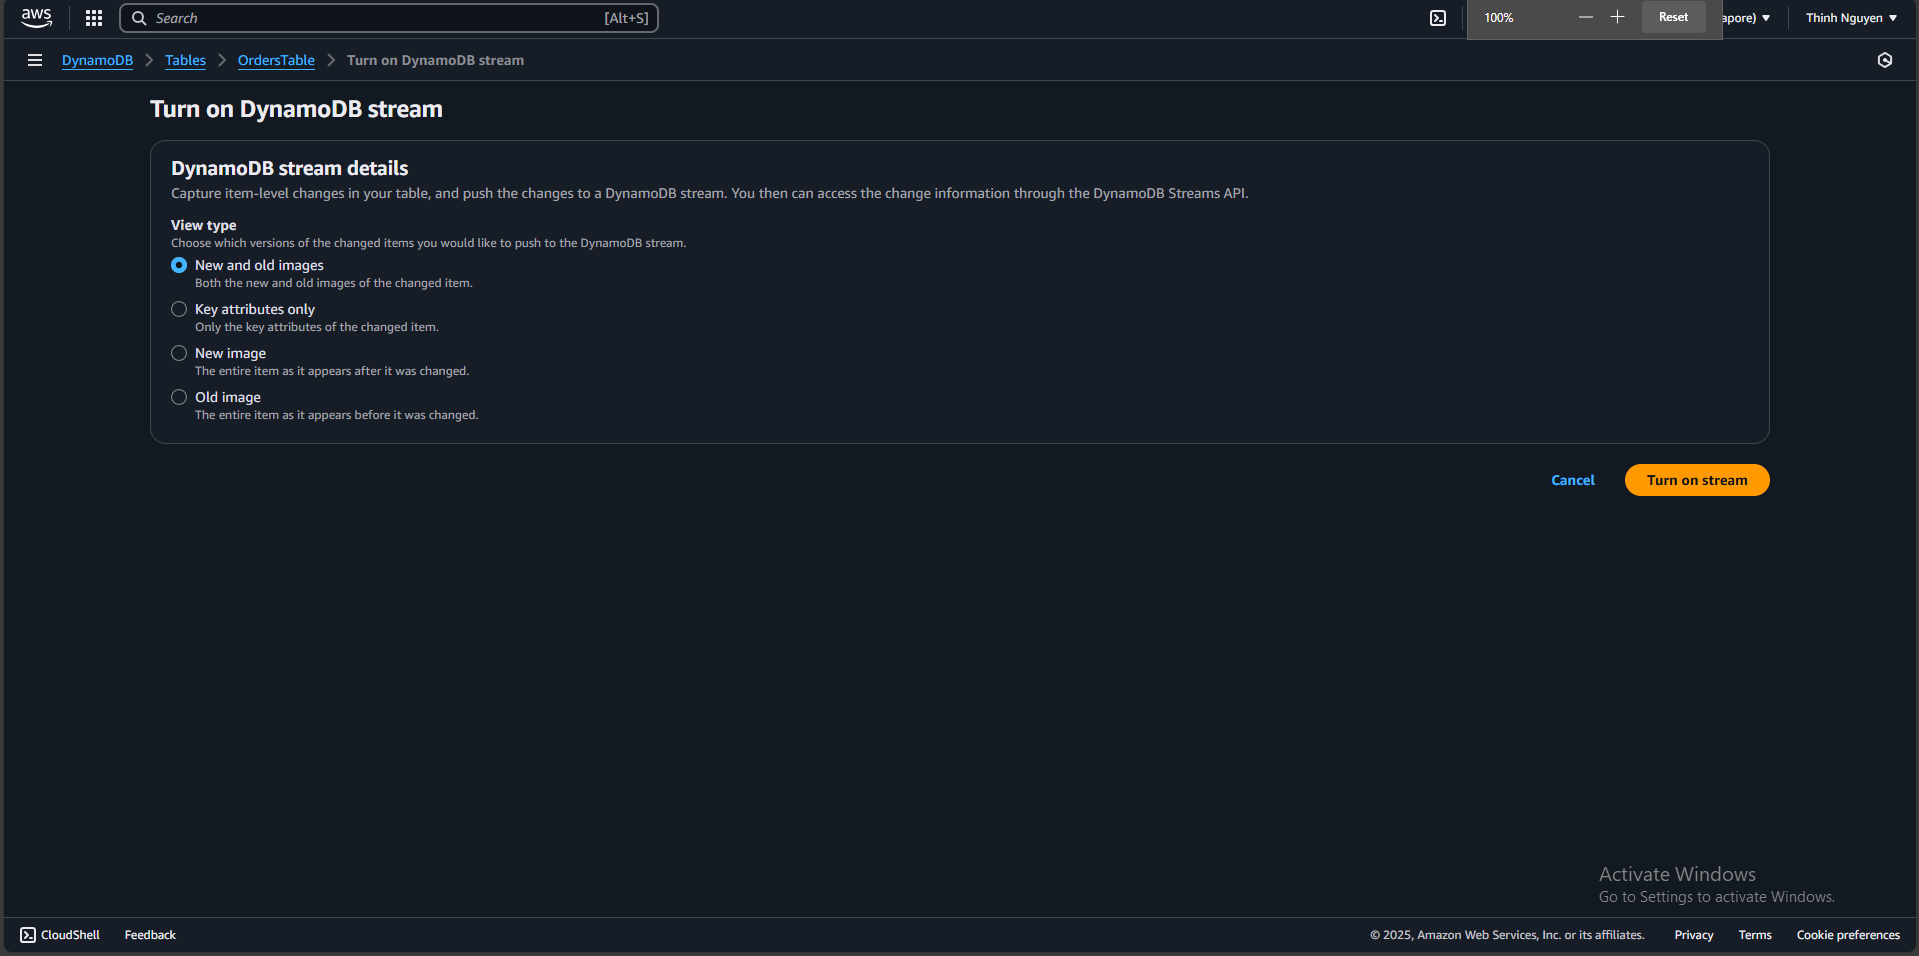 aws
Search [Alt+S]
100% Reset
apore) Thinh Nguyen
DynamoDB Tables OrdersTable Turn on DynamoDB stream
Turn on DynamoDB stream
DynamoDB stream details
Capture item-level changes in your table, and push the changes to a DynamoDB stream. You then can access the change information through the DynamoDB Streams API.
View type
Choose which versions of the changed items you would like to push to the DynamoDB stream.
New and old images
Both the new and old images of the changed item.
Key attributes only
Only the key attributes of the changed item.
New image
The entire item as it appears after it was changed.
Old image
The entire item as it appears before it was changed.
Cancel Turn on stream
Activate Windows
Go to Settings to activate Windows.
CloudShell Feedback © 2025, Amazon Web Services, Inc. or its affiliates. Privacy Terms Cookie preferences